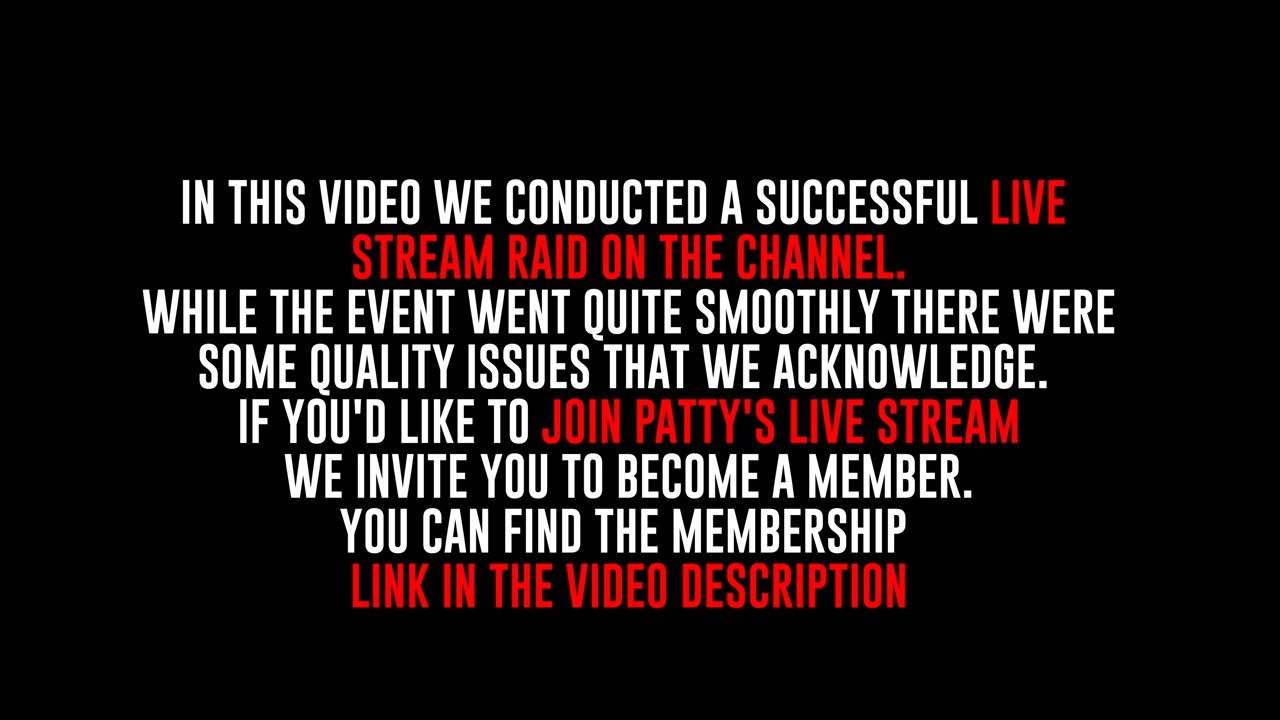 IN THIS VIDEO WE CONDUCTED A SUCCESSFUL LIVE
STREAM RAID ON THE CHANNEL.
WHILE THE EVENT WENT QUITE SMOOTHLY THERE WERE
SOME QUALITY ISSUES THAT WE ACKNOWLEDGE.
IF YOU'D LIKE TO JOIN PATTY'S LIVE STREAM
WE INVITE YOU TO BECOME A MEMBER.
YOU CAN FIND THE MEMBERSHIP
LINK IN THE VIDEO DESCRIPTION